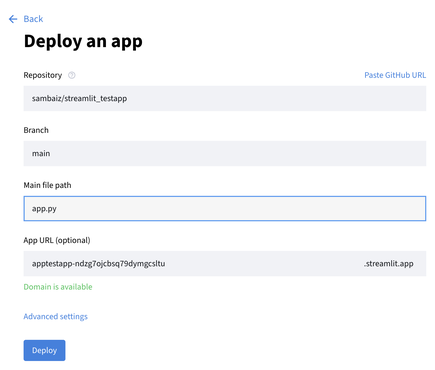 Back
Deploy an app
Repository Paste GitHub URL
sambaiz/streamlit_testapp
Branch
main
Main file path
app.py
App URL (optional)
apptestapp-ndzg7ojcbsq79dymgcsltu .streamlit.app
Domain is available
Advanced settings
Deploy